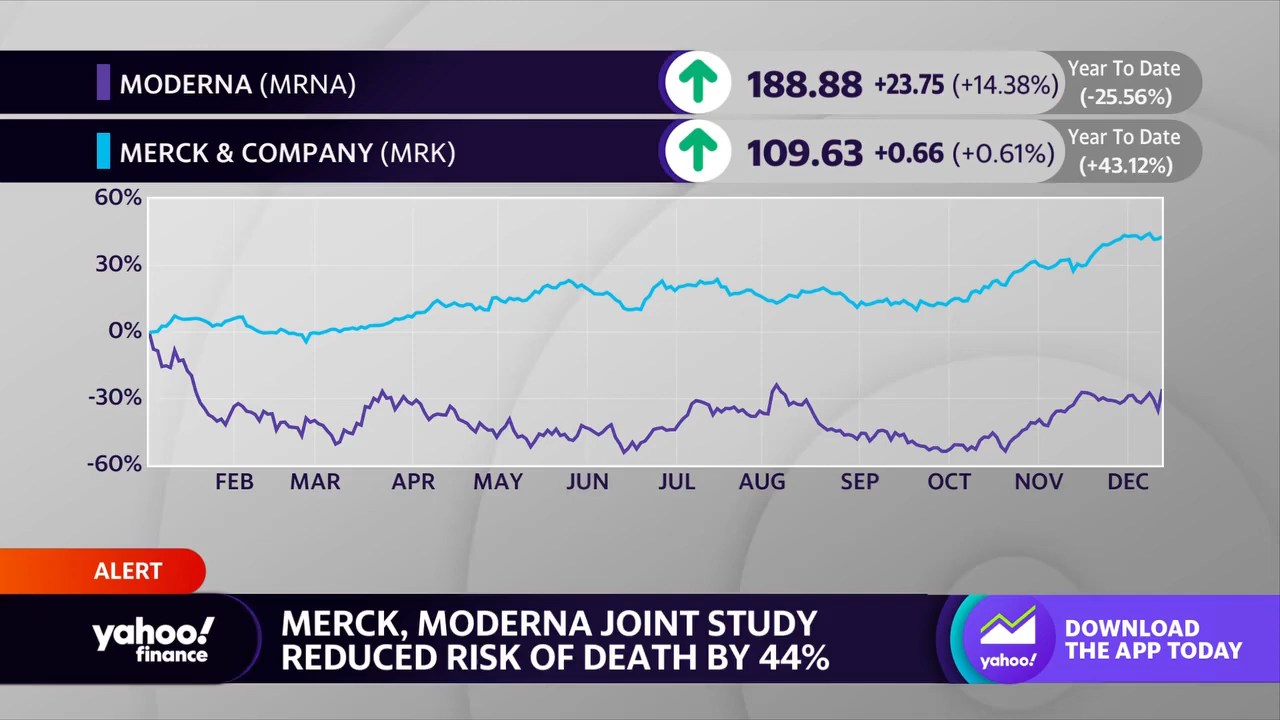 MODERNA (MRNA) 188.88 +23.75 (+14.38%) Year To Date
(-25.56%)
MERCK & COMPANY (MRK) 109.63 +0.66 (+0.61%) Year To Date
(+43.12%)
60%
30%
0%
-30%
-60%
FEB MAR APR MAY JUN JUL AUG SEP OCT NOV DEC
ALERT
yahoo!
finance
MERCK, MODERNA JOINT STUDY
REDUCED RISK OF DEATH BY 44%
yahoo!
DOWNLOAD
THE APP TODAY